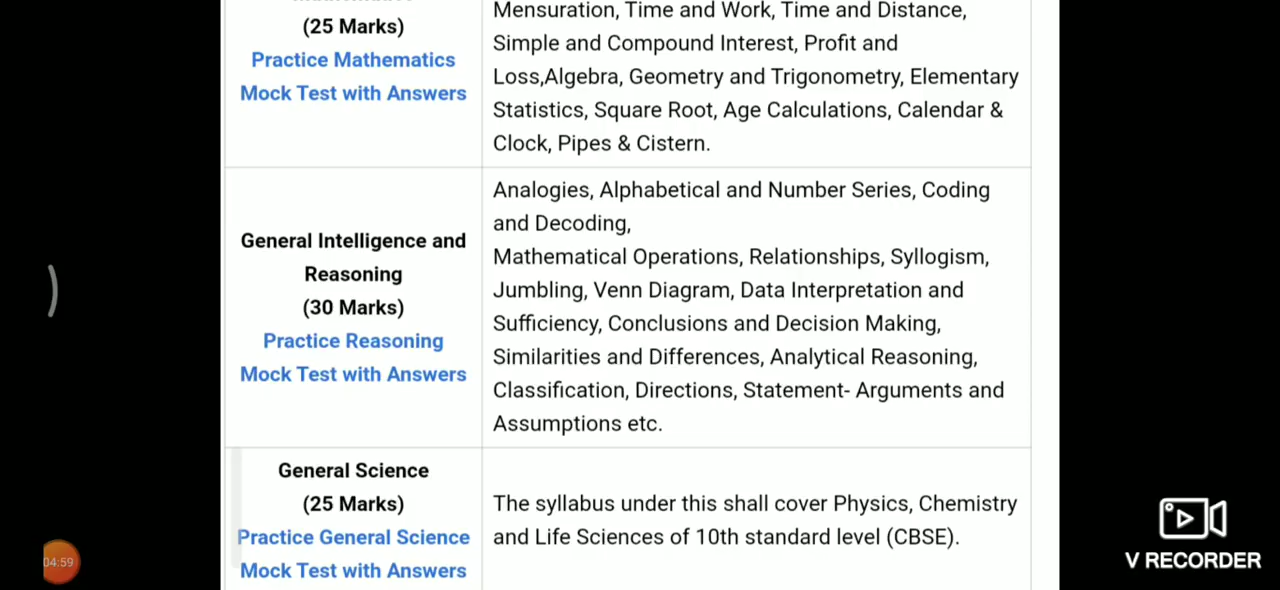 (25 Marks)
Practice Mathematics
Mock Test with Answers
Mensuration, Time and Work, Time and Distance,
Simple and Compound Interest, Profit and
Loss,Algebra, Geometry and Trigonometry, Elementary
Statistics, Square Root, Age Calculations, Calendar &
Clock, Pipes & Cistern.
General Intelligence and
Reasoning
(30 Marks)
Practice Reasoning
Mock Test with Answers
Analogies, Alphabetical and Number Series, Coding
and Decoding,
Mathematical Operations, Relationships, Syllogism,
Jumbling, Venn Diagram, Data Interpretation and
Sufficiency, Conclusions and Decision Making,
Similarities and Differences, Analytical Reasoning,
Classification, Directions, Statement- Arguments and
Assumptions etc.
General Science
(25 Marks)
Practice General Science
Mock Test with Answers
The syllabus under this shall cover Physics, Chemistry
and Life Sciences of 10th standard level (CBSE).
04:59
V RECORDER